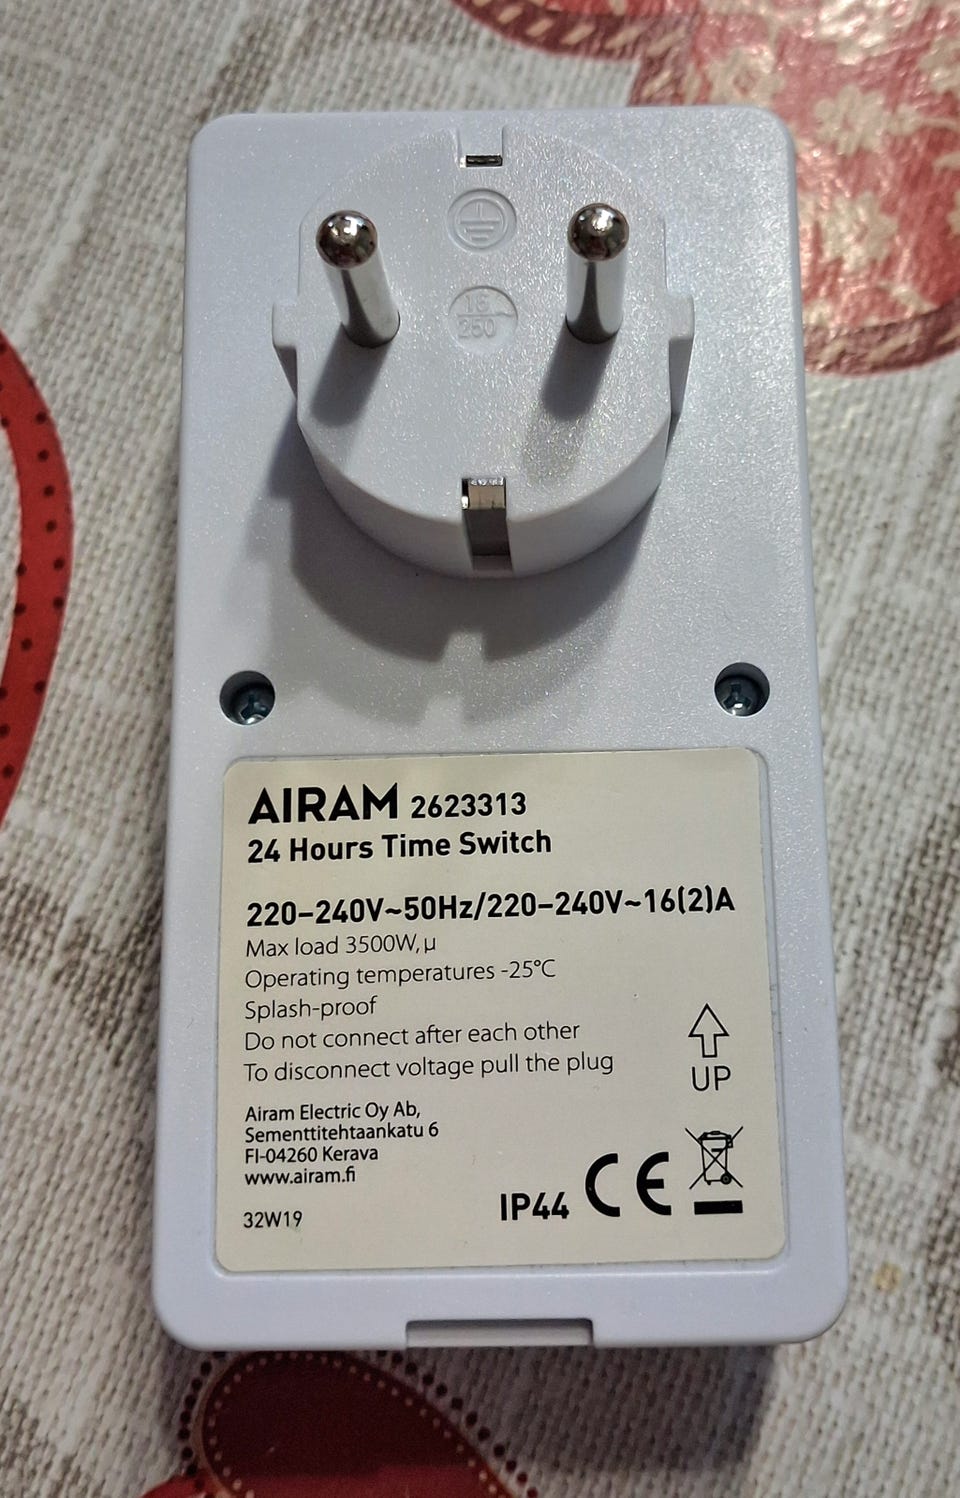 16
250
AIRAM 2623313
24 Hours Time Switch
220–240V~50Hz/220–240V~16(2)A
Max load 3500W, µ
Operating temperatures -25°C
Splash-proof
Do not connect after each other
To disconnect voltage pull the plug
UP
Airam Electric Oy Ab,
Sementtitehtaankatu 6
FI-04260 Kerava
www.airam.fi
32W19
IP44 CE